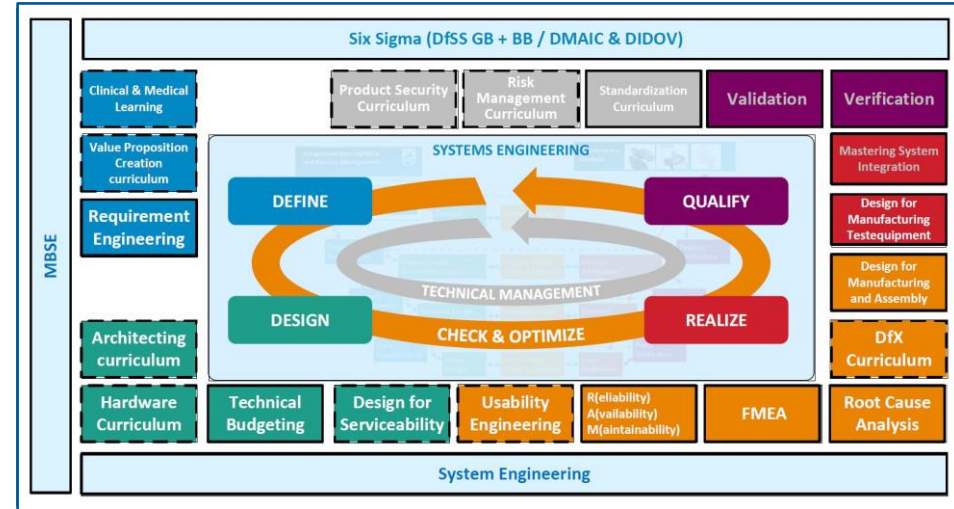 Six Sigma (DfSS GB + BB / DMAIC & DIDOV)
MBSE
Clinical & Medical
Learning
Product Security
Curriculum
Risk
Management
Curriculum
Standardization
Curriculum
Validation
Verification
Value Proposition
Creation
curriculum
Requirement
Engineering
SYSTEMS ENGINEERING
DEFINE
QUALIFY
TECHNICAL MANAGEMENT
DESIGN
CHECK & OPTIMIZE
REALIZE
Mastering System
Integration
Design for
Manufacturing
Testequipment
Design for
Manufacturing
and Assembly
Architecting
curriculum
DfX
Curriculum
Hardware
Curriculum
Technical
Budgeting
Design for
Serviceability
Usability
Engineering
R(eliability)
A(vailability)
M(aintainability)
FMEA
Root Cause
Analysis
System Engineering